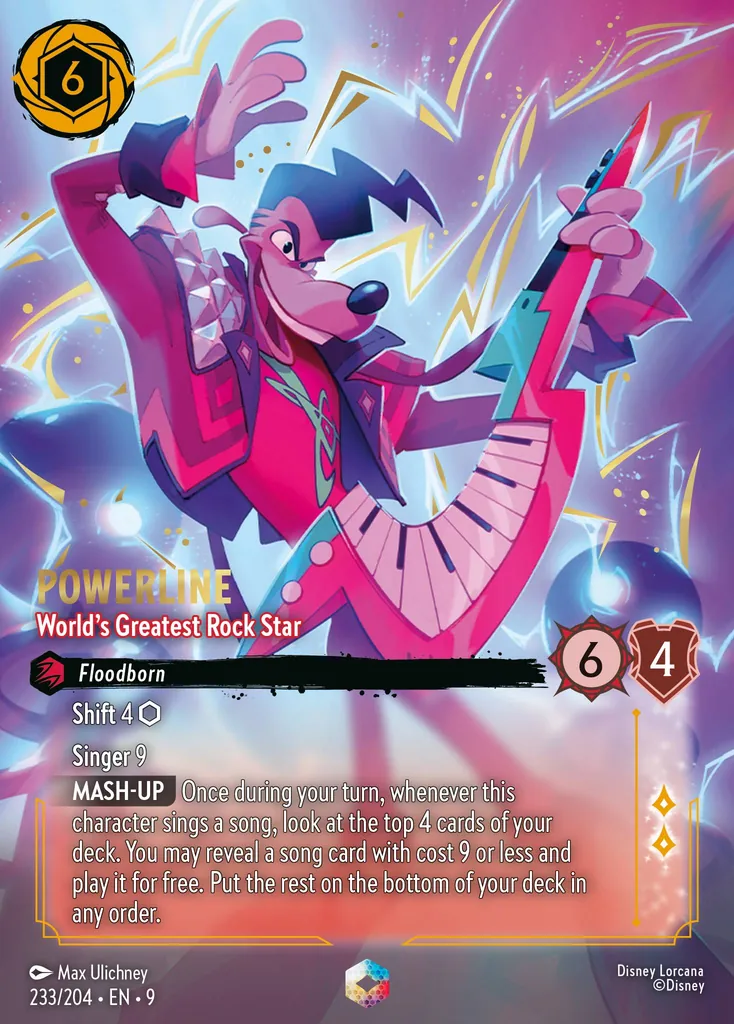 6
POWERLINE
World's Greatest Rock Star
Floodborn
6 4
Shift 4 ⬡
Singer 9
MASH-UP Once during your turn, whenever this
character sings a song, look at the top 4 cards of your
deck. You may reveal a song card with cost 9 or less and
play it for free. Put the rest on the bottom of your deck in
any order.
Max Ulichney
233/204 • EN • 9
Disney Lorcana
©Disney